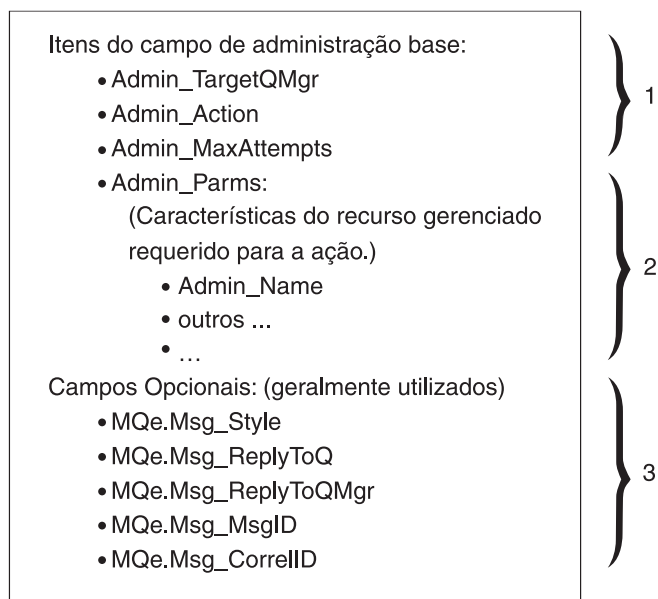 Itens do campo de administração base:
• Admin_TargetQMgr
• Admin_Action
• Admin_MaxAttempts
1
• Admin_Parms:
(Características do recurso gerenciado
requerido para a ação.)
• Admin_Name
• outros ...
• ...
2
Campos Opcionais: (geralmente utilizados)
• MQe.Msg_Style
• MQe.Msg_ReplyToQ
• MQe.Msg_ReplyToQMgr
• MQe.Msg_MsgID
• MQe.Msg_CorrelID
3